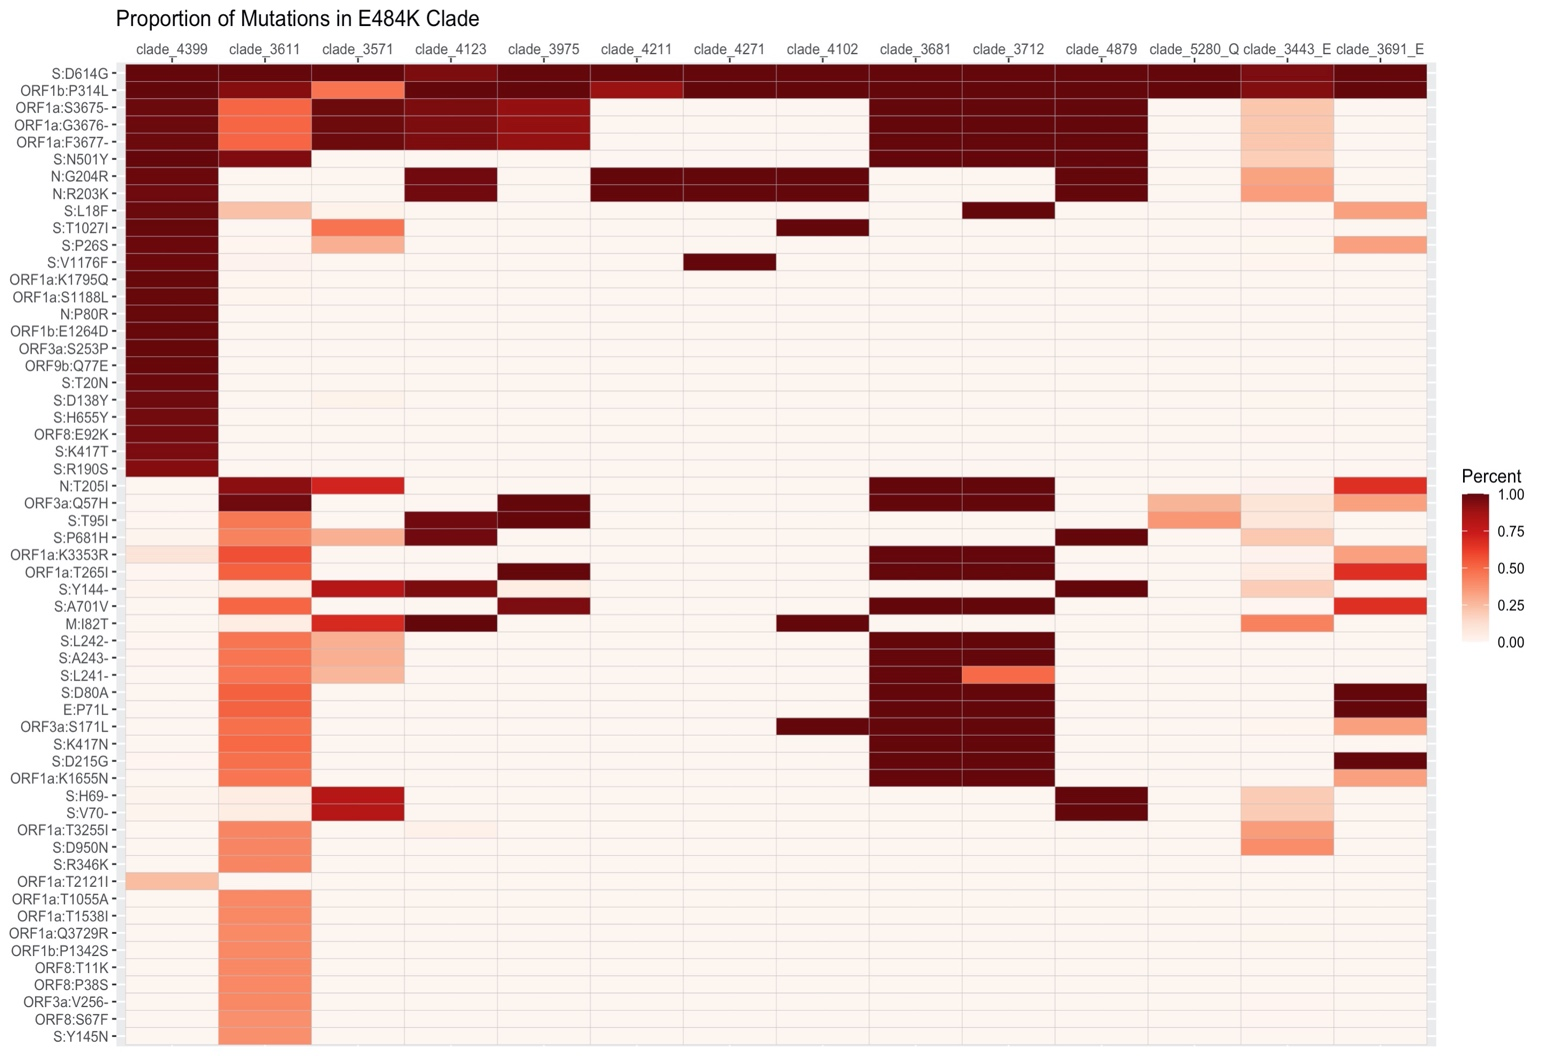 Proportion of Mutations in E484K Clade
clade_4399 clade_3611 clade_3571 clade_4123 clade_3975 clade_4211 clade_4271 clade_4102 clade_3681 clade_3712 clade_4879 clade_5280_Q clade_3443_E clade_3691_E
S:D614G
ORF1b:P314L
ORF1a:S3675-
ORF1a:G3676-
ORF1a:F3677-
S:N501Y
N:G204R
N:R203K
S:L18F
S:T1027I
S:P26S
S:V1176F
ORF1a:K1795Q
ORF1a:S1188L
N:P80R
ORF1b:E1264D
ORF3a:S253P
ORF9b:Q77E
S:T20N
S:D138Y
S:H655Y
ORF8:E92K
S:K417T
S:R190S
N:T205I
ORF3a:Q57H
S:T95I
S:P681H
ORF1a:K3353R
ORF1a:T265I
S:Y144-
S:A701V
M:I82T
S:L242-
S:A243-
S:L241-
S:D80A
E:P71L
ORF3a:S171L
S:K417N
S:D215G
ORF1a:K1655N
S:H69-
S:V70-
ORF1a:T3255I
S:D950N
S:R346K
ORF1a:T2121I
ORF1a:T1055A
ORF1a:T1538I
ORF1a:Q3729R
ORF1b:P1342S
ORF8:T11K
ORF8:P38S
ORF3a:V256-
ORF8:S67F
S:Y145N
Percent
1.00
0.75
0.50
0.25
0.00